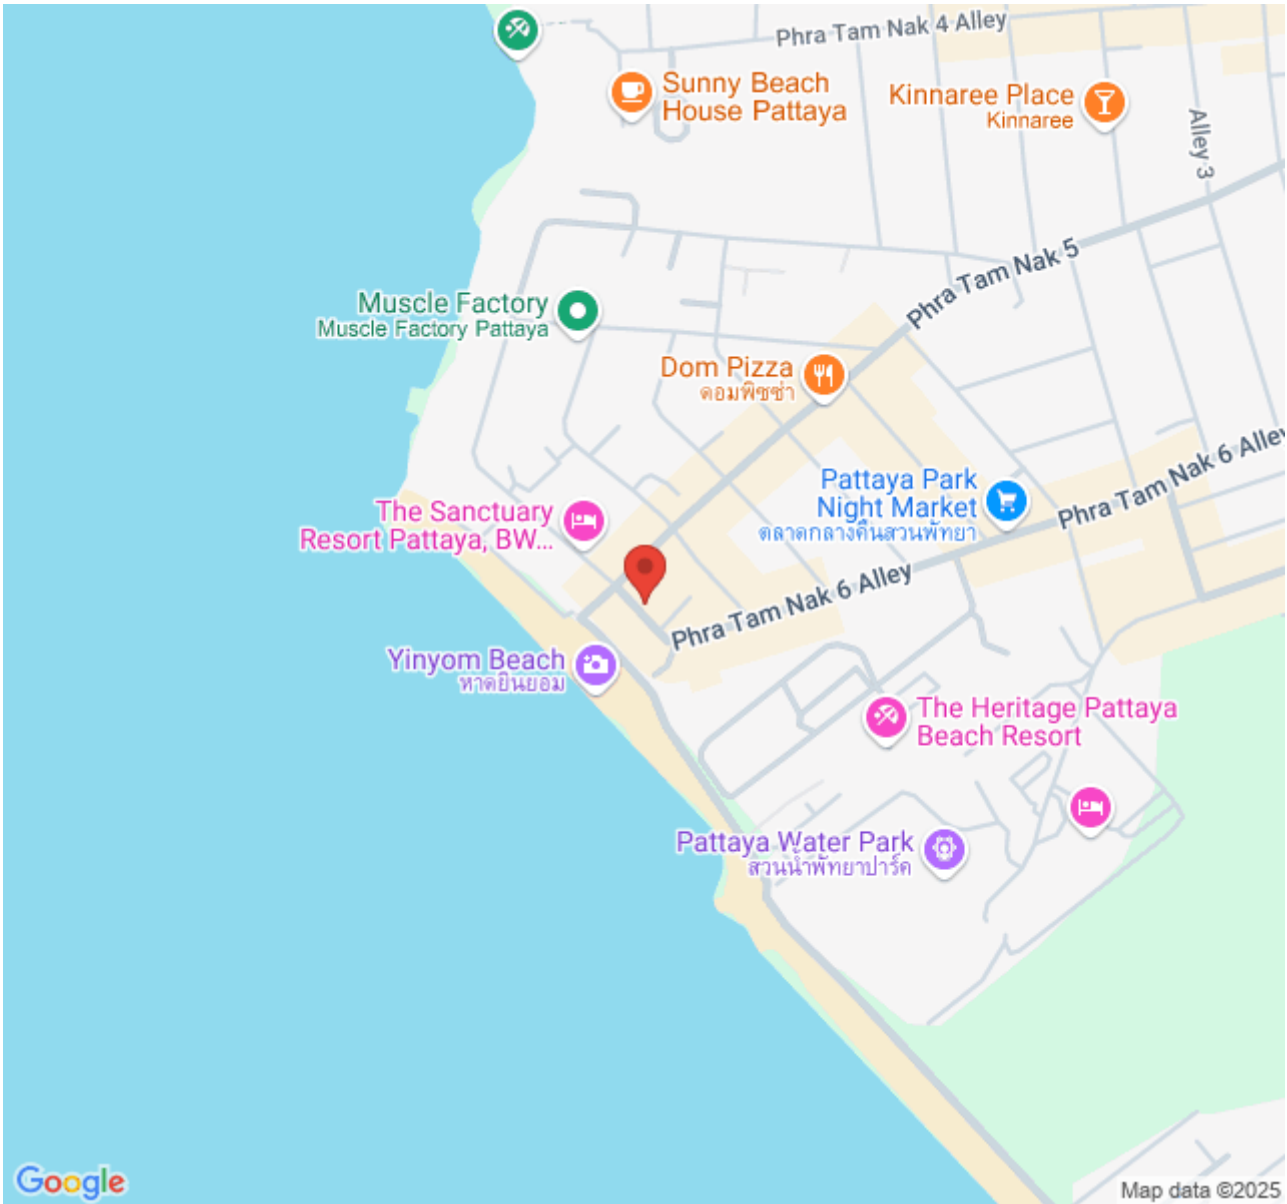 Phra Tam Nak 4 Alley
Sunny Beach
House Pattaya
Kinnaree Place
Kinnaree
Alley 3
Phra Tam Nak 5
Muscle Factory
Muscle Factory Pattaya
Dom Pizza
ดอมพิซซ่า
Phra Tam Nak 6 Alley
Pattaya Park
Night Market
ตลาดกลางคืนสวนพัทยา
The Sanctuary
Resort Pattaya, BW...
Phra Tam Nak 6 Alley
Yinyom Beach
หาดยินยอม
The Heritage Pattaya
Beach Resort
Pattaya Water Park
สวนน้ำพัทยาปาร์ค
Google
Map data ©2025